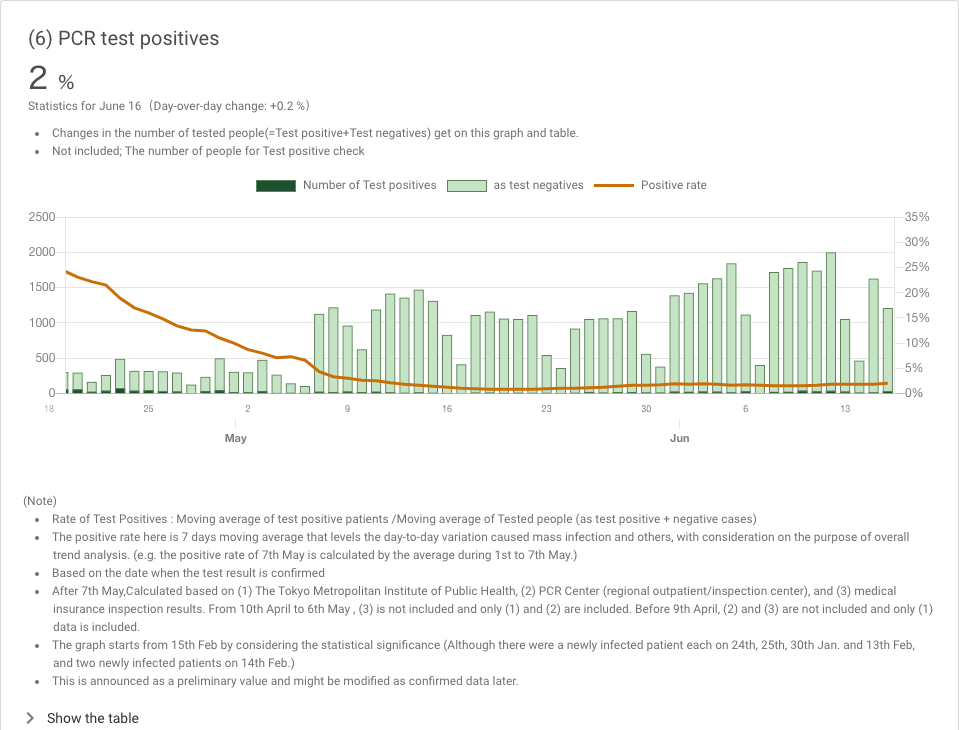 (6) PCR test positives
2 %
Statistics for June 16（Day-over-day change: +0.2 %）
Changes in the number of tested people(=Test positive+Test negatives) get on this graph and table.
Not included; The number of people for Test positive check
Number of Test positives as test negatives Positive rate
2500 35%
30%
2000
25%
1500 20%
15%
1000
10%
500
5%
0 0%
18 25 2 9 16 23 30 6 13
May Jun
(Note)
Rate of Test Positives : Moving average of test positive patients /Moving average of Tested people (as test positive + negative cases)
The positive rate here is 7 days moving average that levels the day-to-day variation caused mass infection and others, with consideration on the purpose of overall
trend analysis. (e.g. the positive rate of 7th May is calculated by the average during 1st to 7th May.)
Based on the date when the test result is confirmed
After 7th May,Calculated based on (1) The Tokyo Metropolitan Institute of Public Health, (2) PCR Center (regional outpatient/inspection center), and (3) medical
insurance inspection results. From 10th April to 6th May , (3) is not included and only (1) and (2) are included. Before 9th April, (2) and (3) are not included and only (1)
data is included.
The graph starts from 15th Feb by considering the statistical significance (Although there were a newly infected patient each on 24th, 25th, 30th Jan. and 13th Feb,
and two newly infected patients on 14th Feb.)
This is announced as a preliminary value and might be modified as confirmed data later.
Show the table